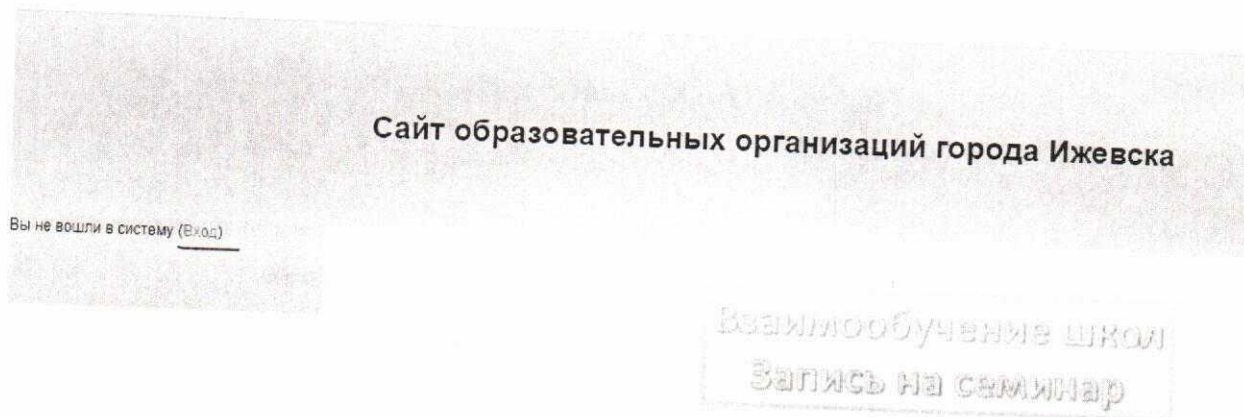 Сайт образовательных организаций города Ижевска
Вы не вошли в систему (Вход)
Взаимообучение школ
Запись на семинар